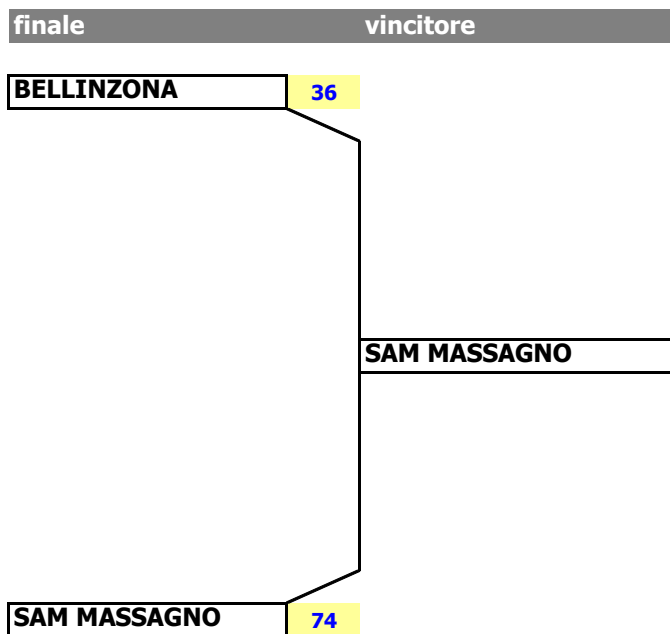 finale vincitore
BELLINZONA 36
SAM MASSAGNO
SAM MASSAGNO 74